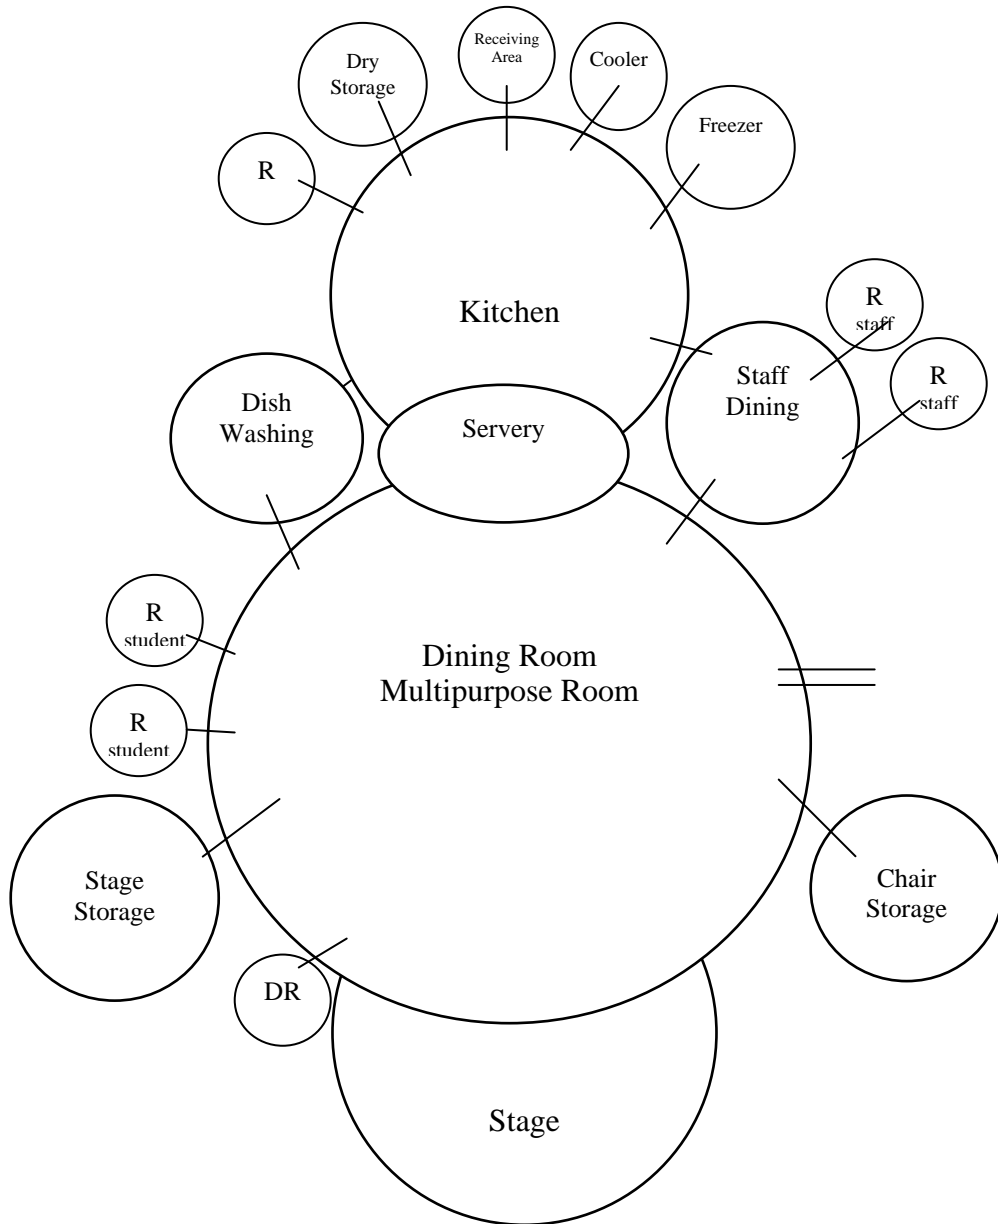 Receiving
Area
Dry
Storage
Cooler
Freezer
R
Kitchen
R
staff
R
staff
Staff
Dining
Dish
Washing
Servery
R
student
Dining Room
Multipurpose Room
R
student
Stage
Storage
Chair
Storage
DR
Stage